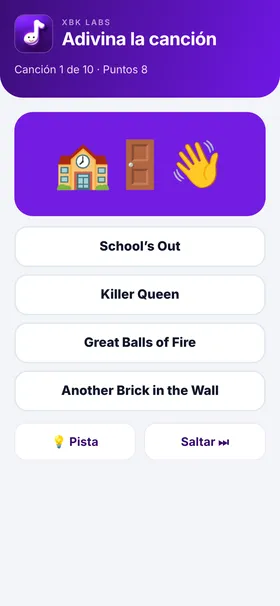 XBK LABS
Adivina la canción
Canción 1 de 10 · Puntos 8
🏫 🚪 👋
School’s Out
Killer Queen
Great Balls of Fire
Another Brick in the Wall
💡 Pista
Saltar ⏭